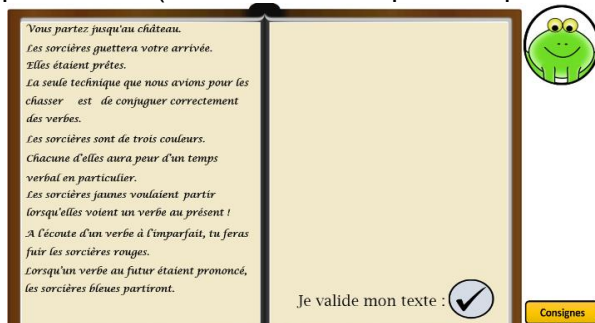 Vous partez jusqu'au château.
Les sorcières guettera votre arrivée.
Elles étaient prêtes.
La seule technique que nous avions pour les
chasser est de conjuguer correctement
des verbes.
Les sorcières sont de trois couleurs.
Chacune d'elles aura peur d'un temps
verbal en particulier.
Les sorcières jaunes voulaient partir
lorsqu'elles voient un verbe au présent !
A l'écoute d'un verbe à l'imparfait, tu feras
fuir les sorcières rouges.
Lorsqu'un verbe au futur étaient prononcé,
les sorcières bleues partiront.
Je valide mon texte :
Consignes